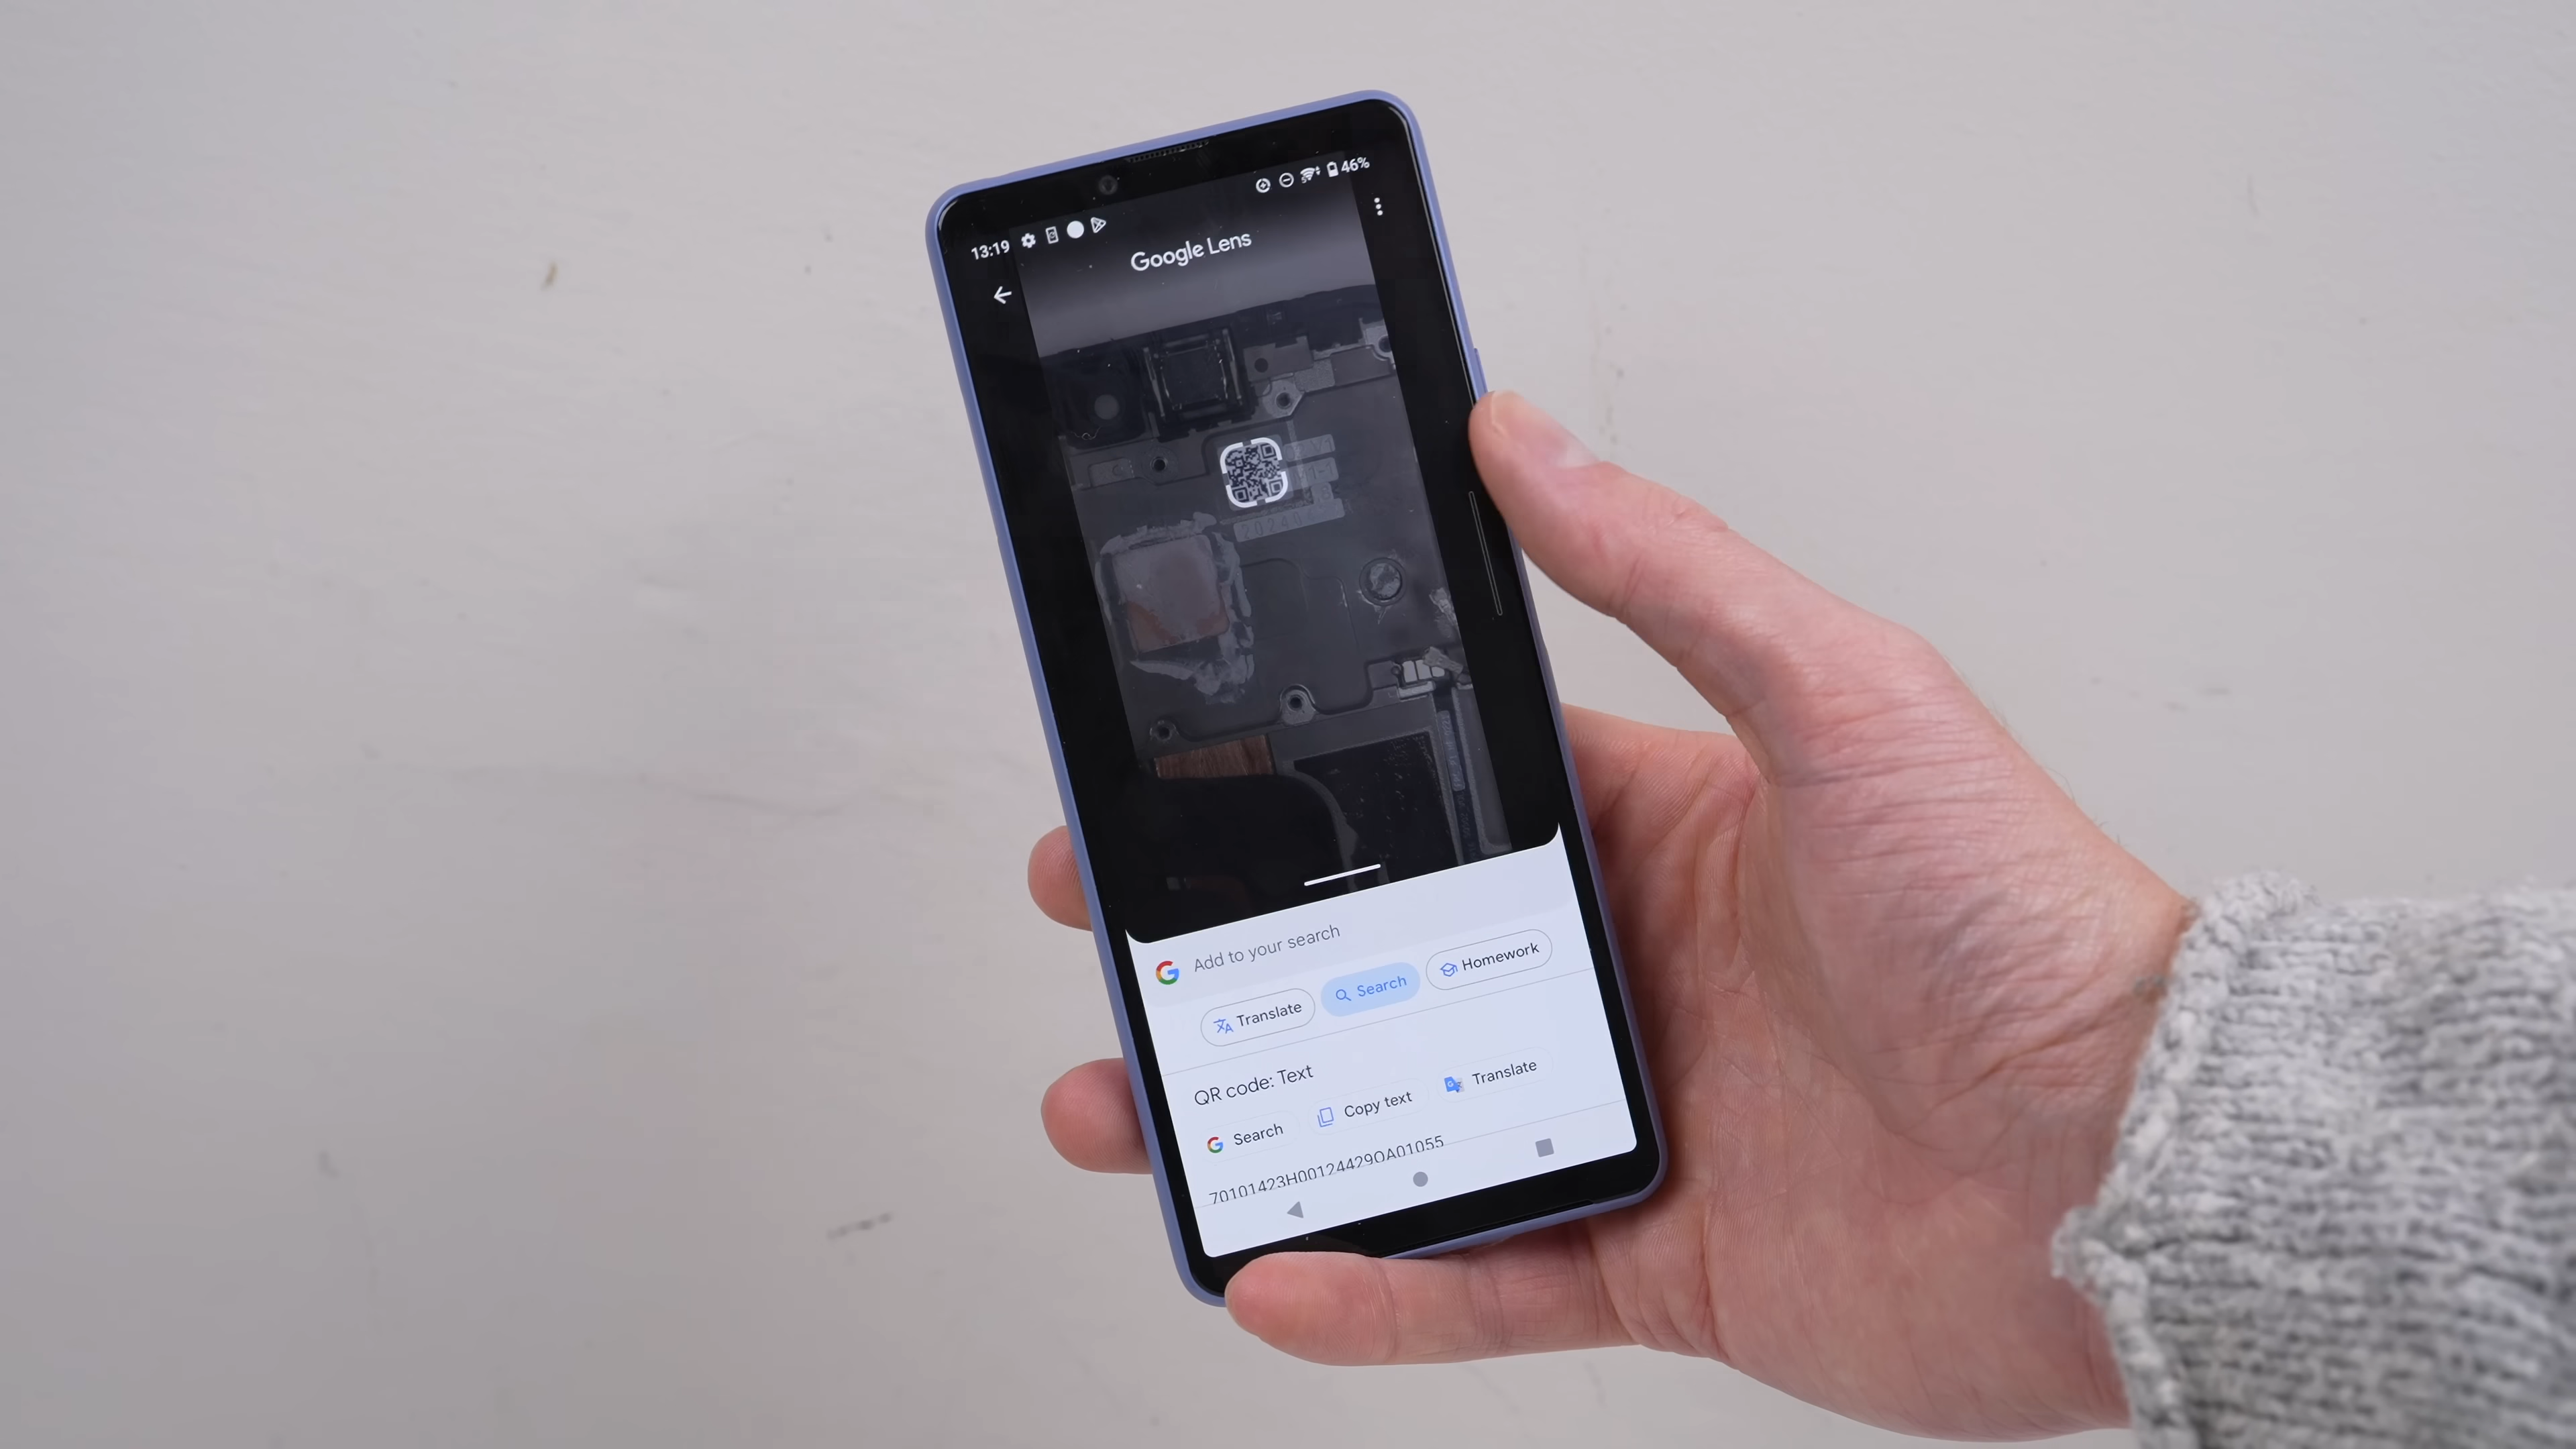 13:19
46%
Google Lens
Add to your search
Translate
Search
Homework
QR code: Text
Search
Copy text
Translate
70101423H001244290A01055